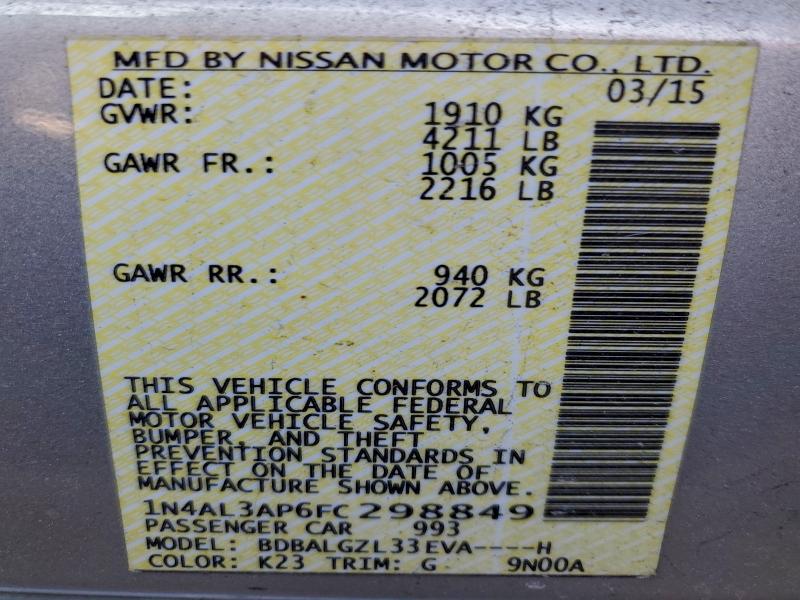 MFD BY NISSAN MOTOR CO., LTD.
DATE: 03/15
GVWR: 1910 KG
4211 LB
GAWR FR.: 1005 KG
2216 LB
GAWR RR.: 940 KG
2072 LB
THIS VEHICLE CONFORMS TO
ALL APPLICABLE FEDERAL
MOTOR VEHICLE SAFETY,
BUMPER, AND THEFT
PREVENTION STANDARDS IN
EFFECT ON THE DATE OF
MANUFACTURE SHOWN ABOVE.
1N4AL3AP6FC298849
PASSENGER CAR 993
MODEL: BDBALGZL33EVA----H
COLOR: K23 TRIM: G 9N00A